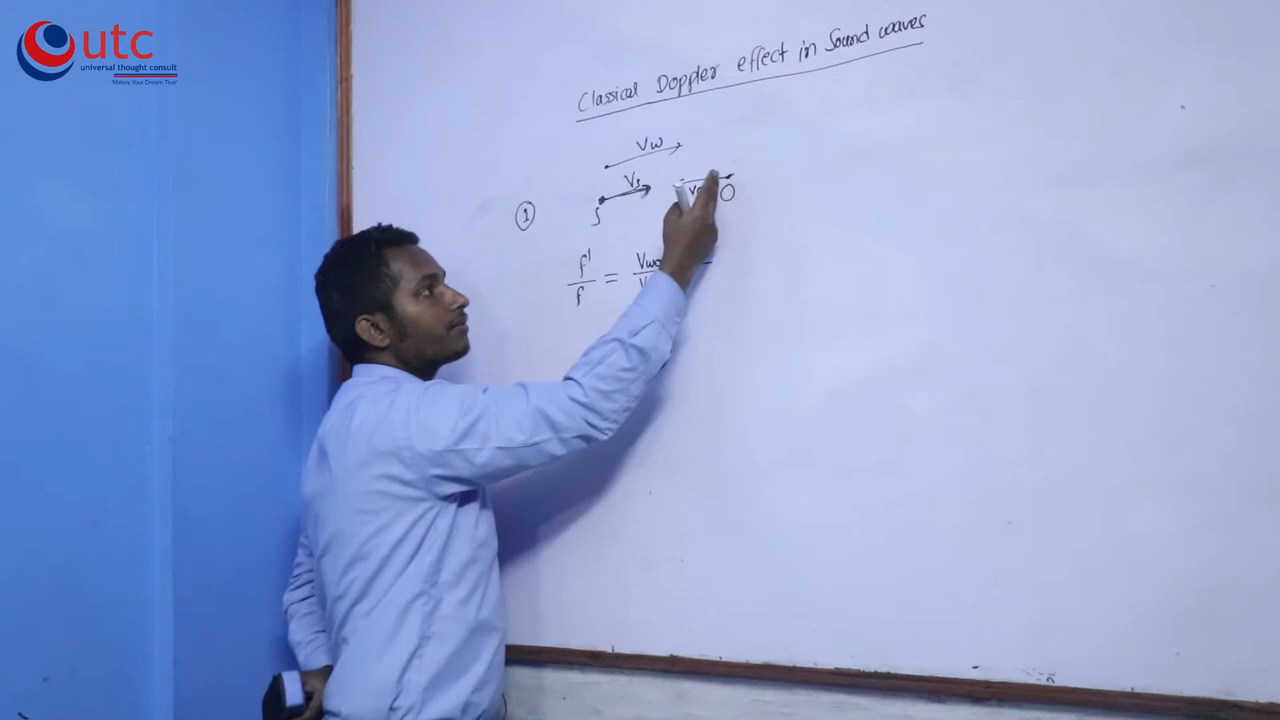 utc
universal thought consult
"Makes Your Dream True"
Classical Doppler effect in Sound waves
Vw
Vs
S
O
1
f'
f
=